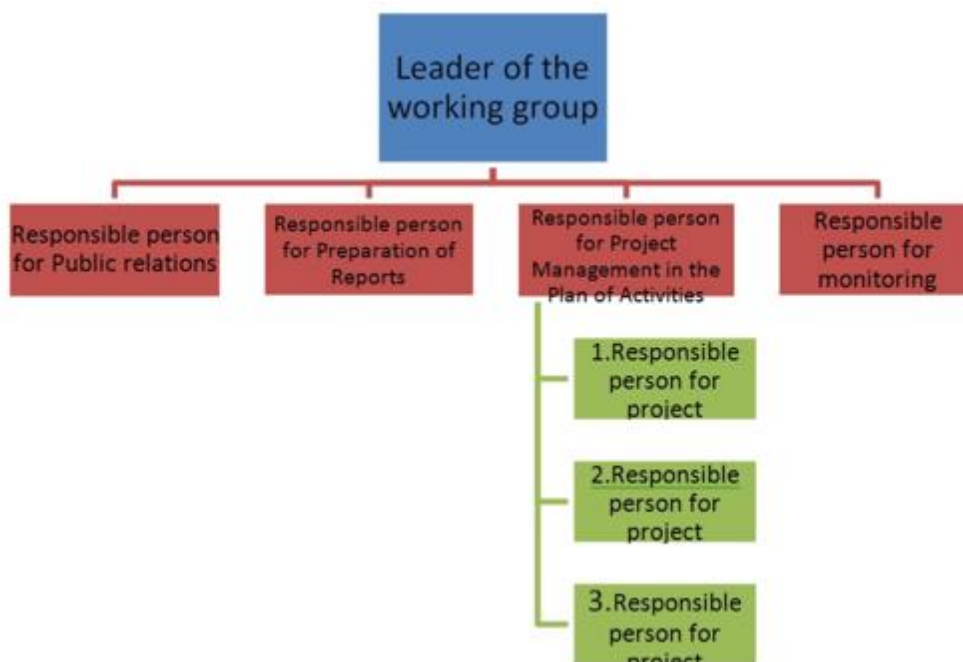 Leader of the
working group
Responsible person
for Public relations
Responsible person
for Preparation of
Reports
Responsible person
for Project
Management in the
Plan of Activities
Responsible
person for
monitoring
1.Responsible
person for
project
2.Responsible
person for
project
3.Responsible
person for
project